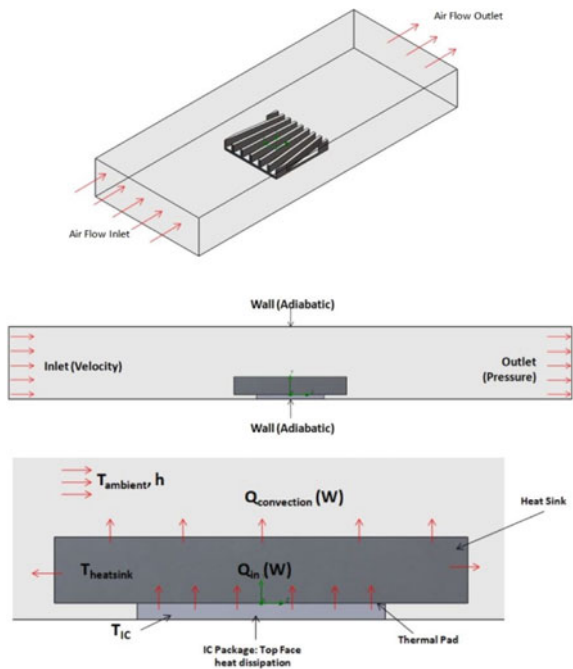 Air Flow Outlet
Air Flow Inlet
Wall (Adiabatic)
Inlet (Velocity)
Outlet
(Pressure)
Wall (Adiabatic)
Tambient, h
Qconvection (W)
Heat Sink
Theatsink
Qin (W)
TIC
IC Package: Top Face
heat dissipation
Thermal Pad